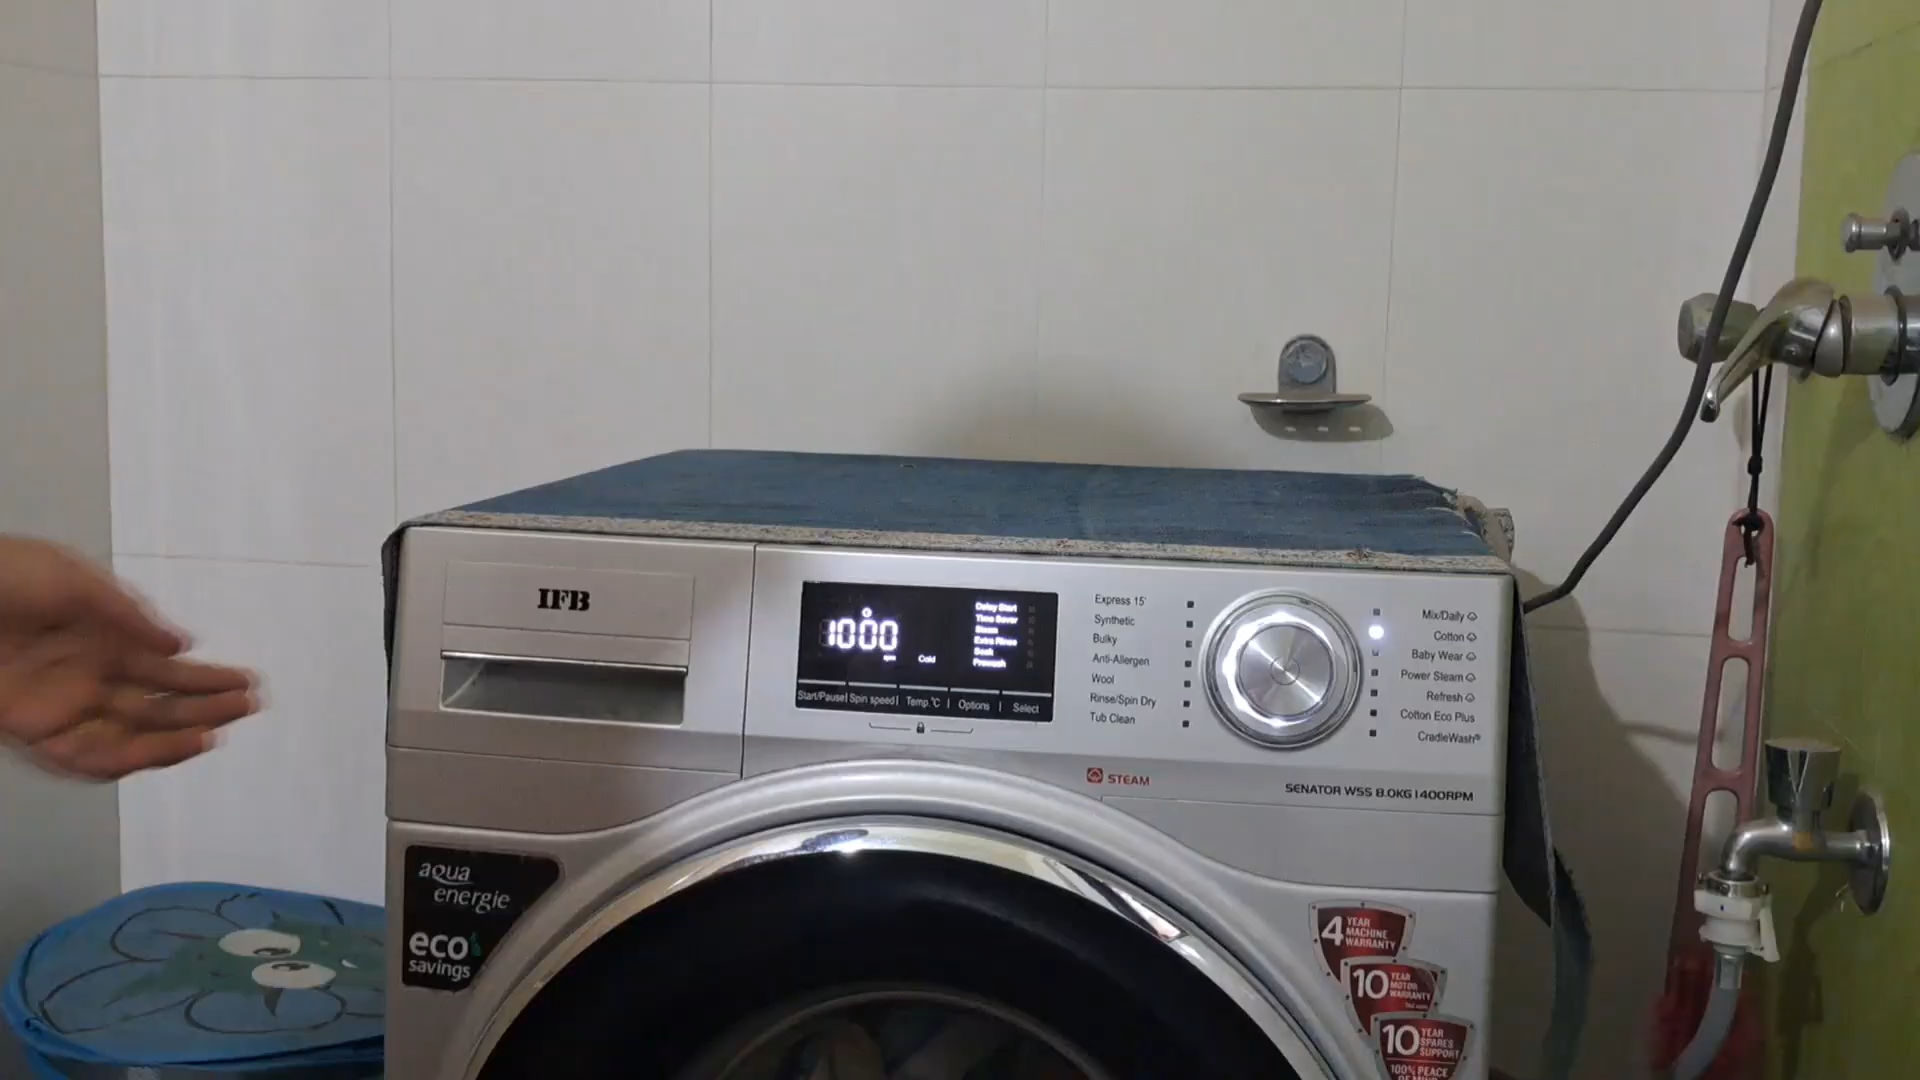 IFB
1000
rpm
Cold
Delay Start
Time Saver
Steam
Extra Rinse
Soak
Prewash
Start/Pause
Spin speed
Temp.°C
Options
Select
Express 15'
Synthetic
Bulky
Anti-Allergen
Wool
Rinse/Spin Dry
Tub Clean
Mix/Daily
Cotton
Baby Wear
Power Steam
Refresh
Cotton Eco Plus
CradleWash®
STEAM
SENATOR WSS 8.0KG 1400RPM
aqua
energie
eco
savings
4 YEAR
MACHINE
WARRANTY
10 YEAR
MOTOR
WARRANTY
10 YEAR
SPARES
SUPPORT
100% PEACE